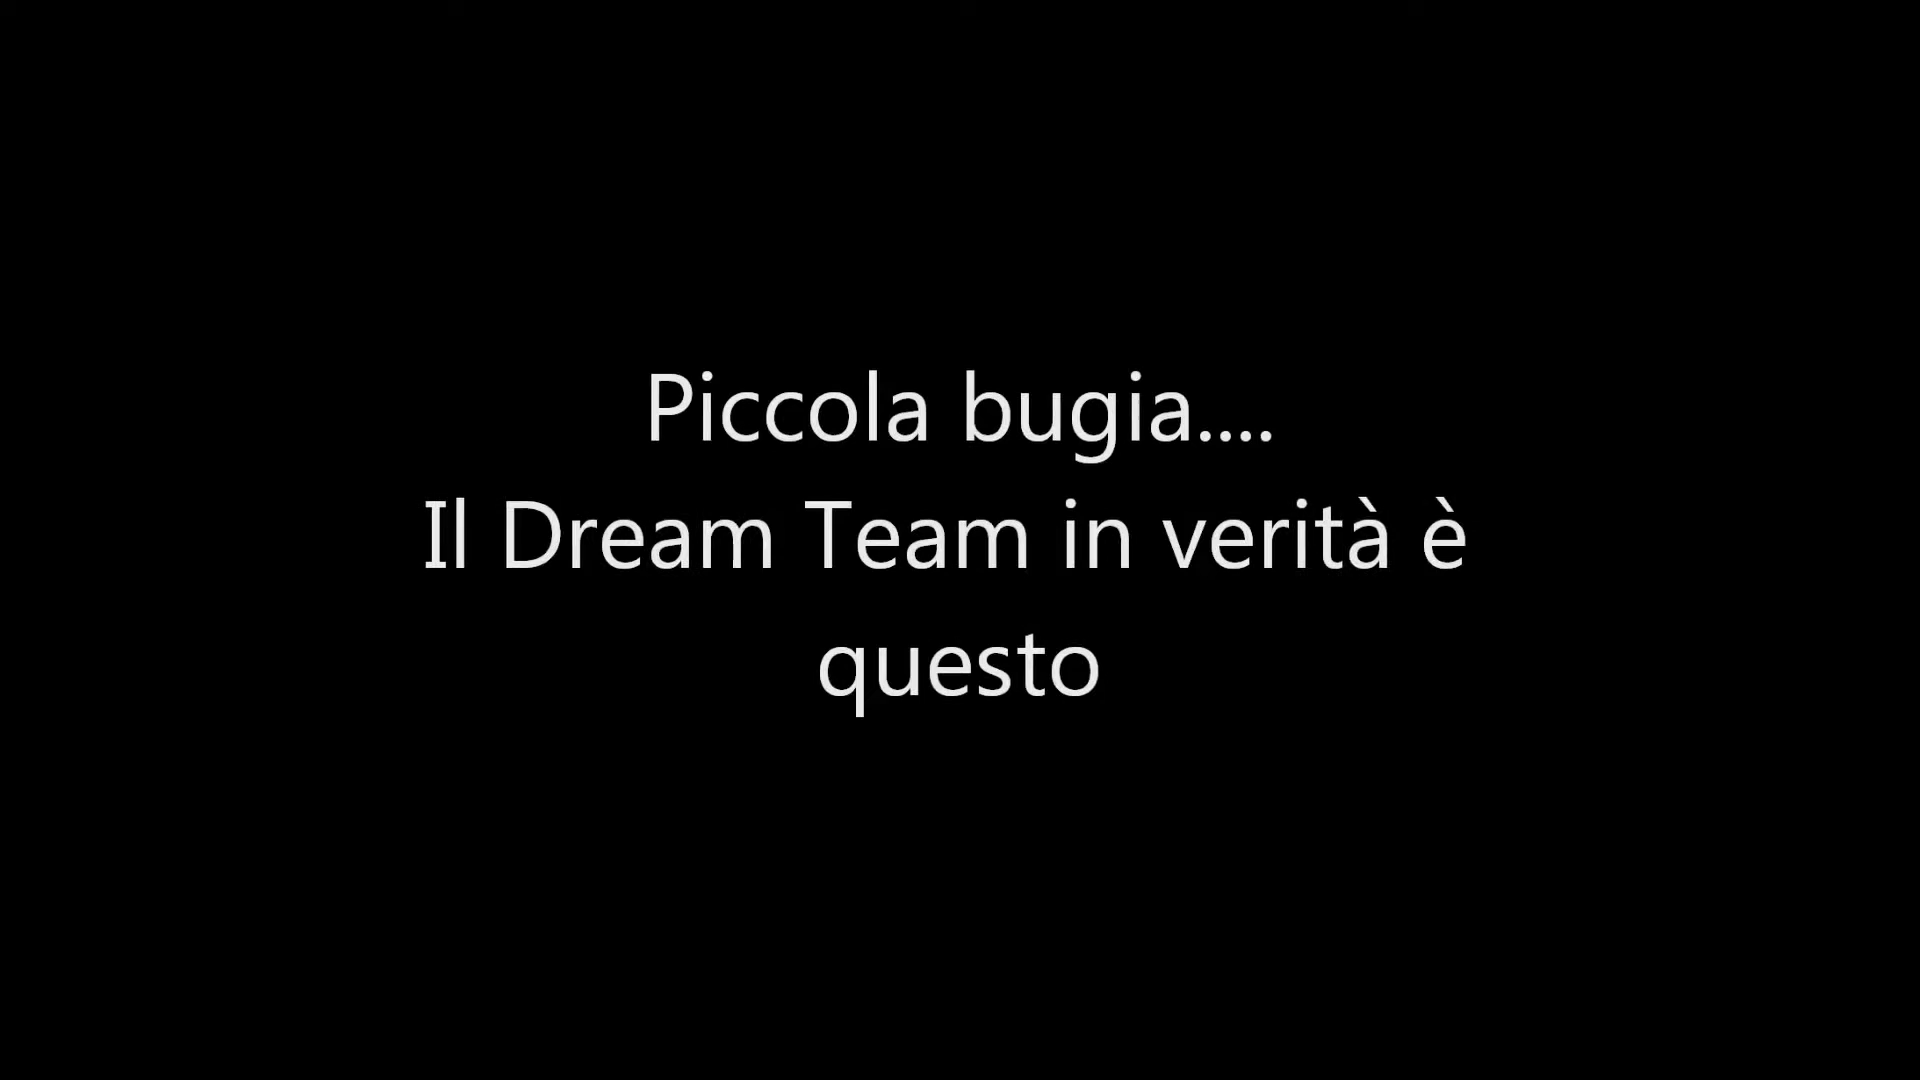 Piccola bugia....
Il Dream Team in verità è
questo